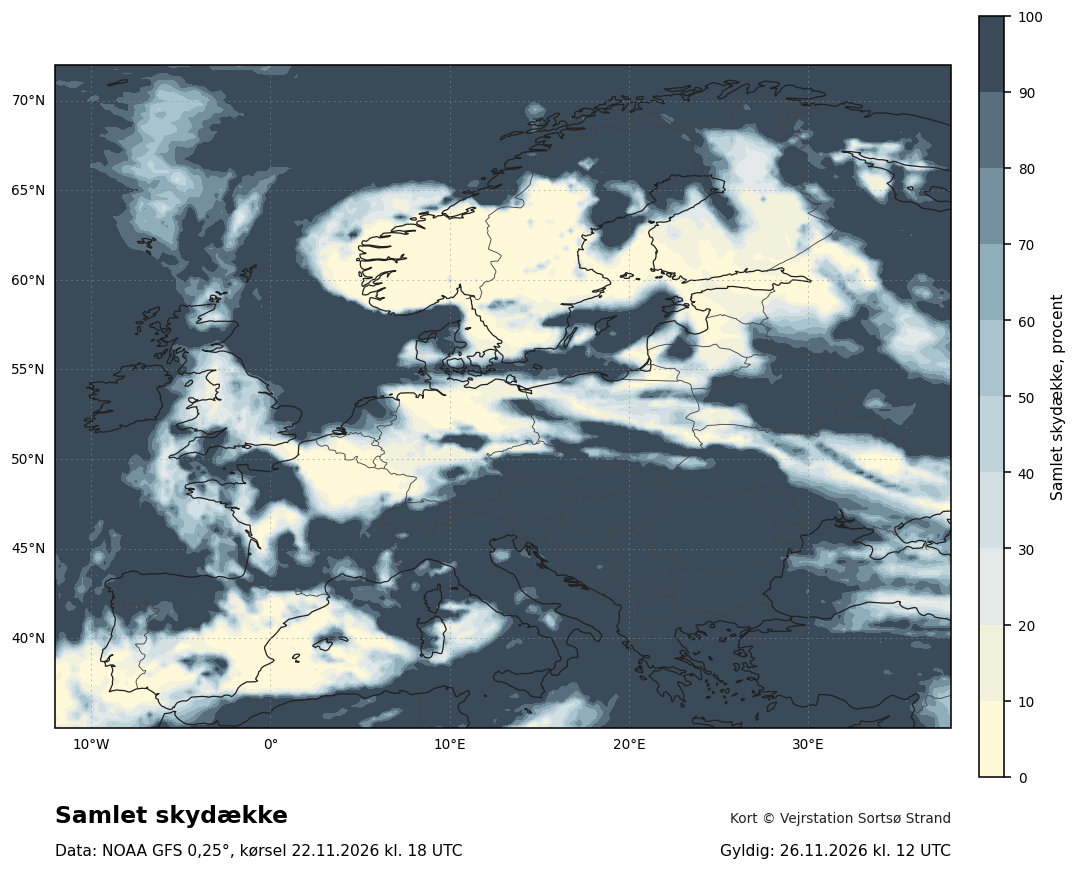 100
90
80
70
60
50
40
30
20
10
0
Samlet skydække, procent
70°N
65°N
60°N
55°N
50°N
45°N
40°N
10°W
0°
10°E
20°E
30°E
Samlet skydække
Kort © Vejrstation Sortsø Strand
Data: NOAA GFS 0,25°, kørsel 22.11.2026 kl. 18 UTC
Gyldig: 26.11.2026 kl. 12 UTC